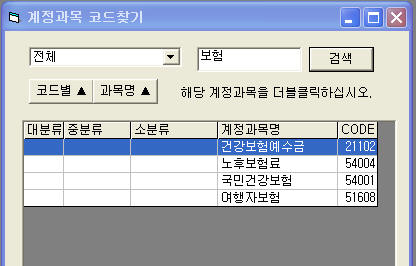 계정과목 코드찾기
전체 보험 검색
코드별 ▲ 과목명 ▲ 해당 계정과목을 더블클릭하십시오.
대분류 중분류 소분류 계정과목명 CODE
건강보험예수금 21102
노후보험료 54004
국민건강보험 54001
여행자보험 51608